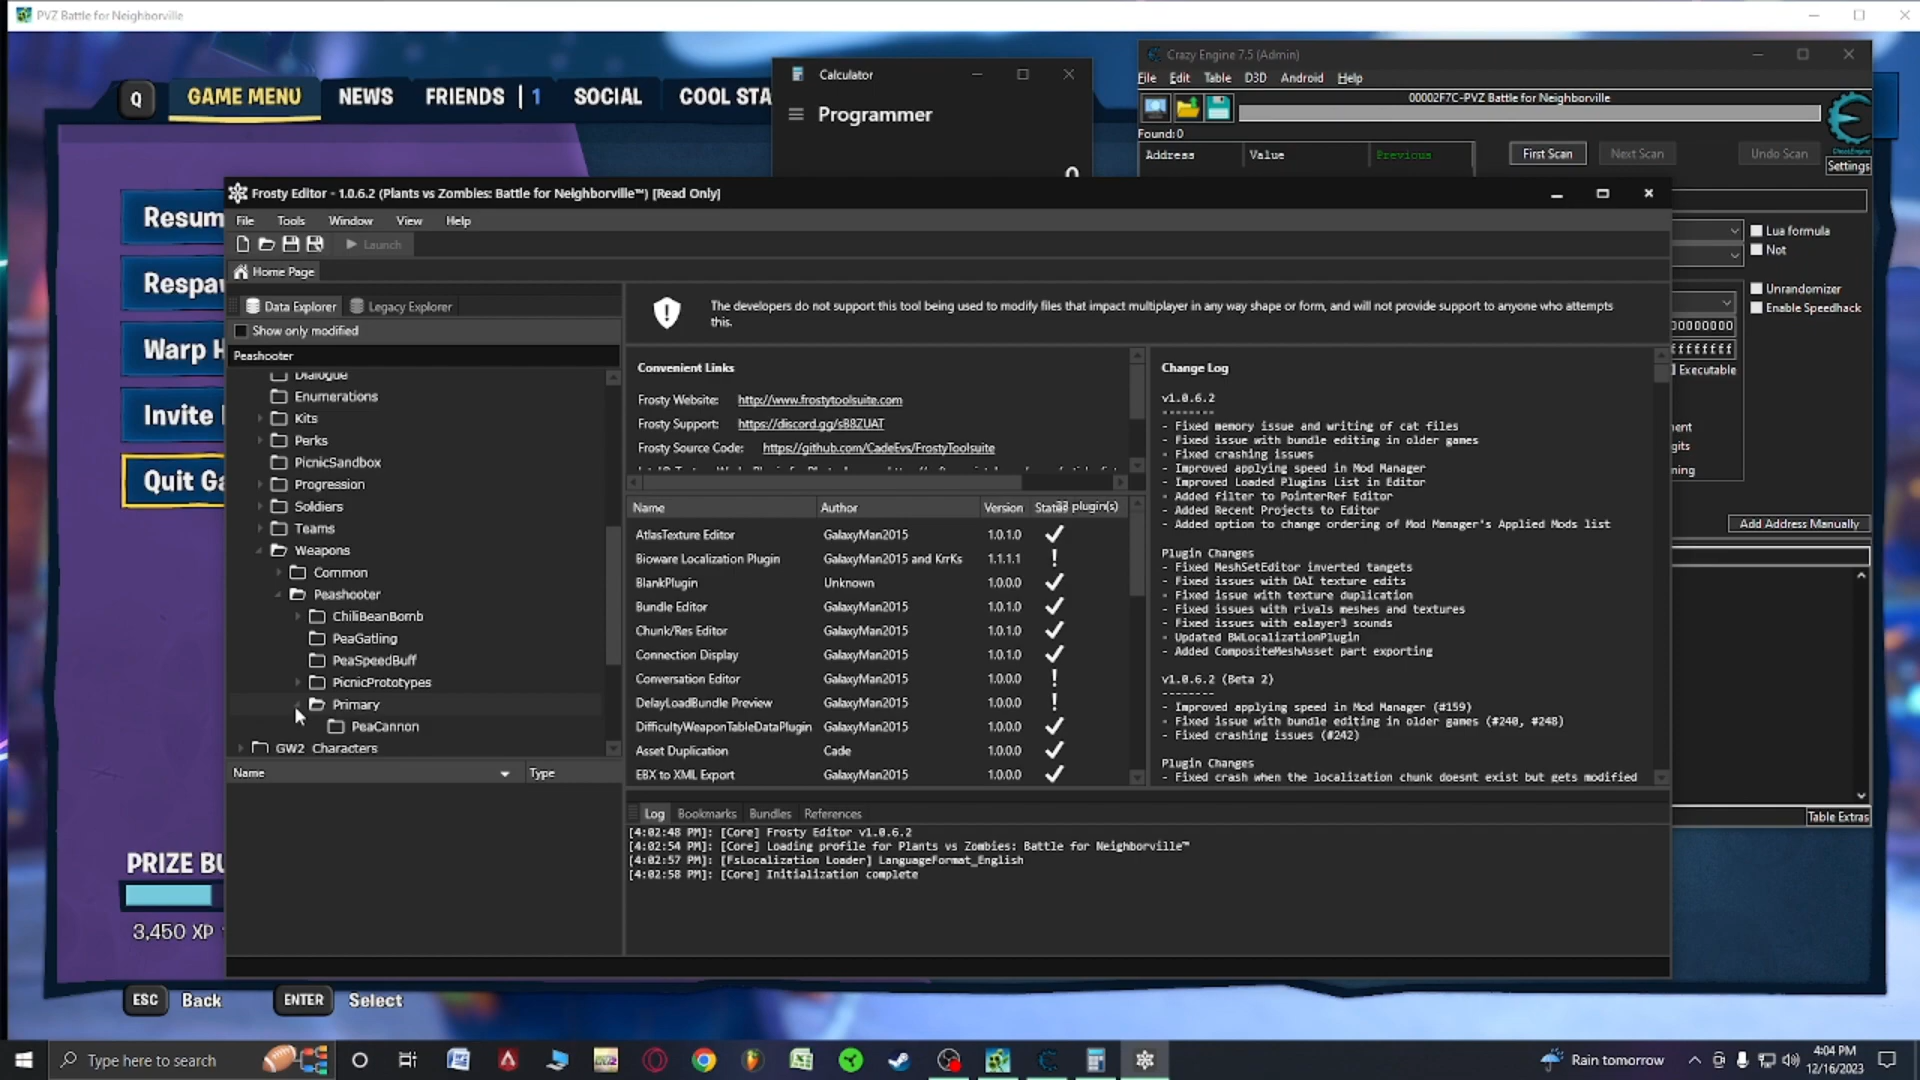 PVZ Battle for Neighborville
Q
GAME MENU
NEWS
FRIENDS | 1
SOCIAL
COOL STA
Calculator
Programmer
0
Crazy Engine 7.5 (Admin)
File Edit Table D3D Android Help
00002F7C-PVZ Battle for Neighborville
Found:0
Address Value Previous
First Scan Next Scan Undo Scan
Settings
Lua formula
Not
Unrandomizer
Enable Speedhack
00000000
ffffffff
Executable
Add Address Manually
Table Extras
Resum
Respaw
Warp H
Invite
Quit Ga
PRIZE BU
3,450 XP
Frosty Editor - 1.0.6.2 (Plants vs Zombies: Battle for Neighborville™) [Read Only]
File Tools Window View Help
Launch
Home Page
Data Explorer Legacy Explorer
Show only modified
Peashooter
Dialogue
Enumerations
Kits
Perks
PicnicSandbox
Progression
Soldiers
Teams
Weapons
Common
Peashooter
ChiliBeanBomb
PeaGatling
PeaSpeedBuff
PicnicPrototypes
Primary
PeaCannon
GW2 Characters
Name Type
The developers do not support this tool being used to modify files that impact multiplayer in any way shape or form, and will not provide support to anyone who attempts
this.
Convenient Links
Frosty Website: http://www.frostytoolsuite.com
Frosty Support: https://discord.gg/sB8ZUAT
Frosty Source Code: https://github.com/CadeEvs/FrostyToolsuite
Name Author Version Status 33 plugin(s)
AtlasTexture Editor GalaxyMan2015 1.0.1.0
Bioware Localization Plugin GalaxyMan2015 and KrrKs 1.1.1.1
BlankPlugin Unknown 1.0.0.0
Bundle Editor GalaxyMan2015 1.0.1.0
Chunk/Res Editor GalaxyMan2015 1.0.1.0
Connection Display GalaxyMan2015 1.0.1.0
Conversation Editor GalaxyMan2015 1.0.0.0
DelayLoadBundle Preview GalaxyMan2015 1.0.0.0
DifficultyWeaponTableDataPlugin GalaxyMan2015 1.0.0.0
Asset Duplication Cade 1.0.0.0
EBX to XML Export GalaxyMan2015 1.0.0.0
Change Log
v1.0.6.2
--------
- Fixed memory issue and writing of cat files
- Fixed issue with bundle editing in older games
- Fixed crashing issues
- Improved applying speed in Mod Manager
- Improved Loaded Plugins List in Editor
- Added filter to PointerRef Editor
- Added Recent Projects to Editor
- Added option to change ordering of Mod Manager's Applied Mods list
Plugin Changes
- Fixed MeshSetEditor inverted tangets
- Fixed issues with DAI texture edits
- Fixed issue with texture duplication
- Fixed issues with rivals meshes and textures
- Fixed issues with ealayer3 sounds
- Updated BWLocalizationPlugin
- Added CompositeMeshAsset part exporting
v1.0.6.2 (Beta 2)
-----------------
- Improved applying speed in Mod Manager (#159)
- Fixed issue with bundle editing in older games (#240, #248)
- Fixed crashing issues (#242)
Plugin Changes
- Fixed crash when the localization chunk doesnt exist but gets modified
Log Bookmarks Bundles References
[4:02:48 PM]: [Core] Frosty Editor v1.0.6.2
[4:02:54 PM]: [Core] Loading profile for Plants vs Zombies: Battle for Neighborville™
[4:02:57 PM]: [FsLocalization Loader] LanguageFormat_English
[4:02:58 PM]: [Core] Initialization complete
ESC Back ENTER Select
Type here to search
Rain tomorrow
4:04 PM
12/16/2023